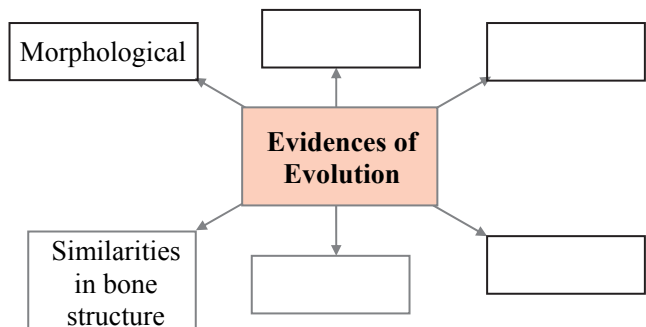 Morphological
Evidences of
Evolution
Similarities
in bone
structure